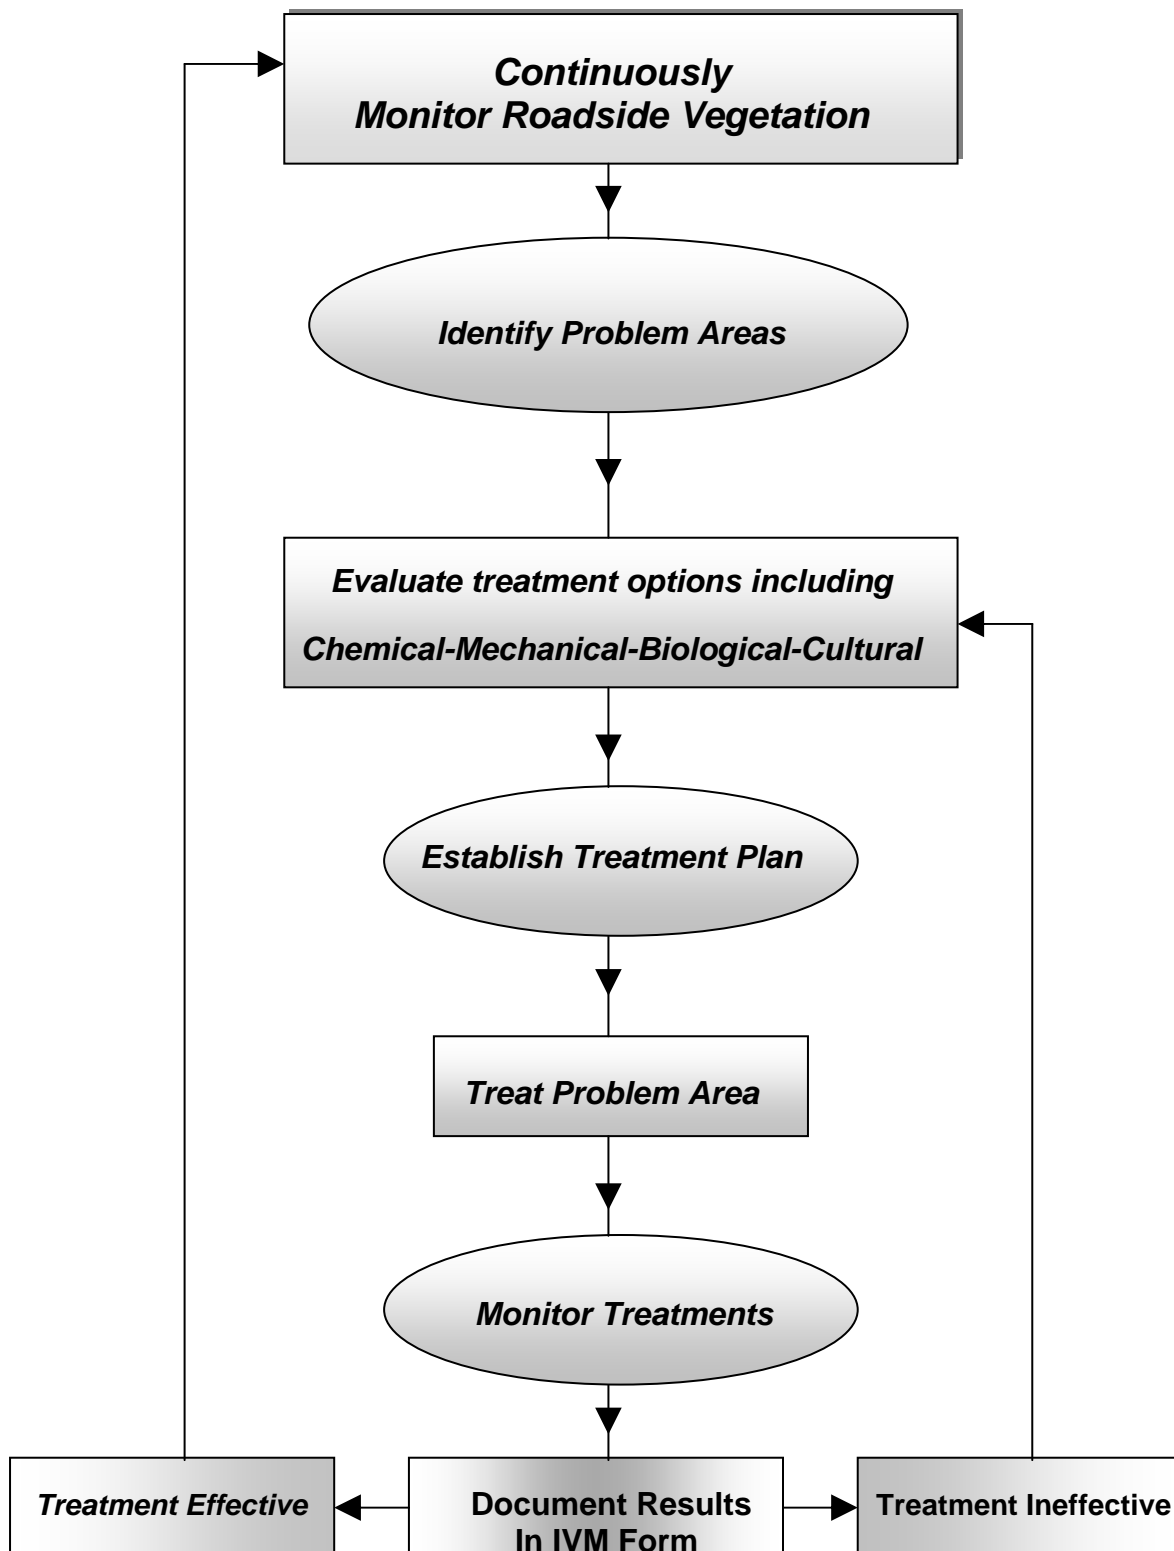 Continuously
Monitor Roadside Vegetation
Identify Problem Areas
Evaluate treatment options including
Chemical-Mechanical-Biological-Cultural
Establish Treatment Plan
Treat Problem Area
Monitor Treatments
Treatment Effective
Document Results
In IVM Form
Treatment Ineffective